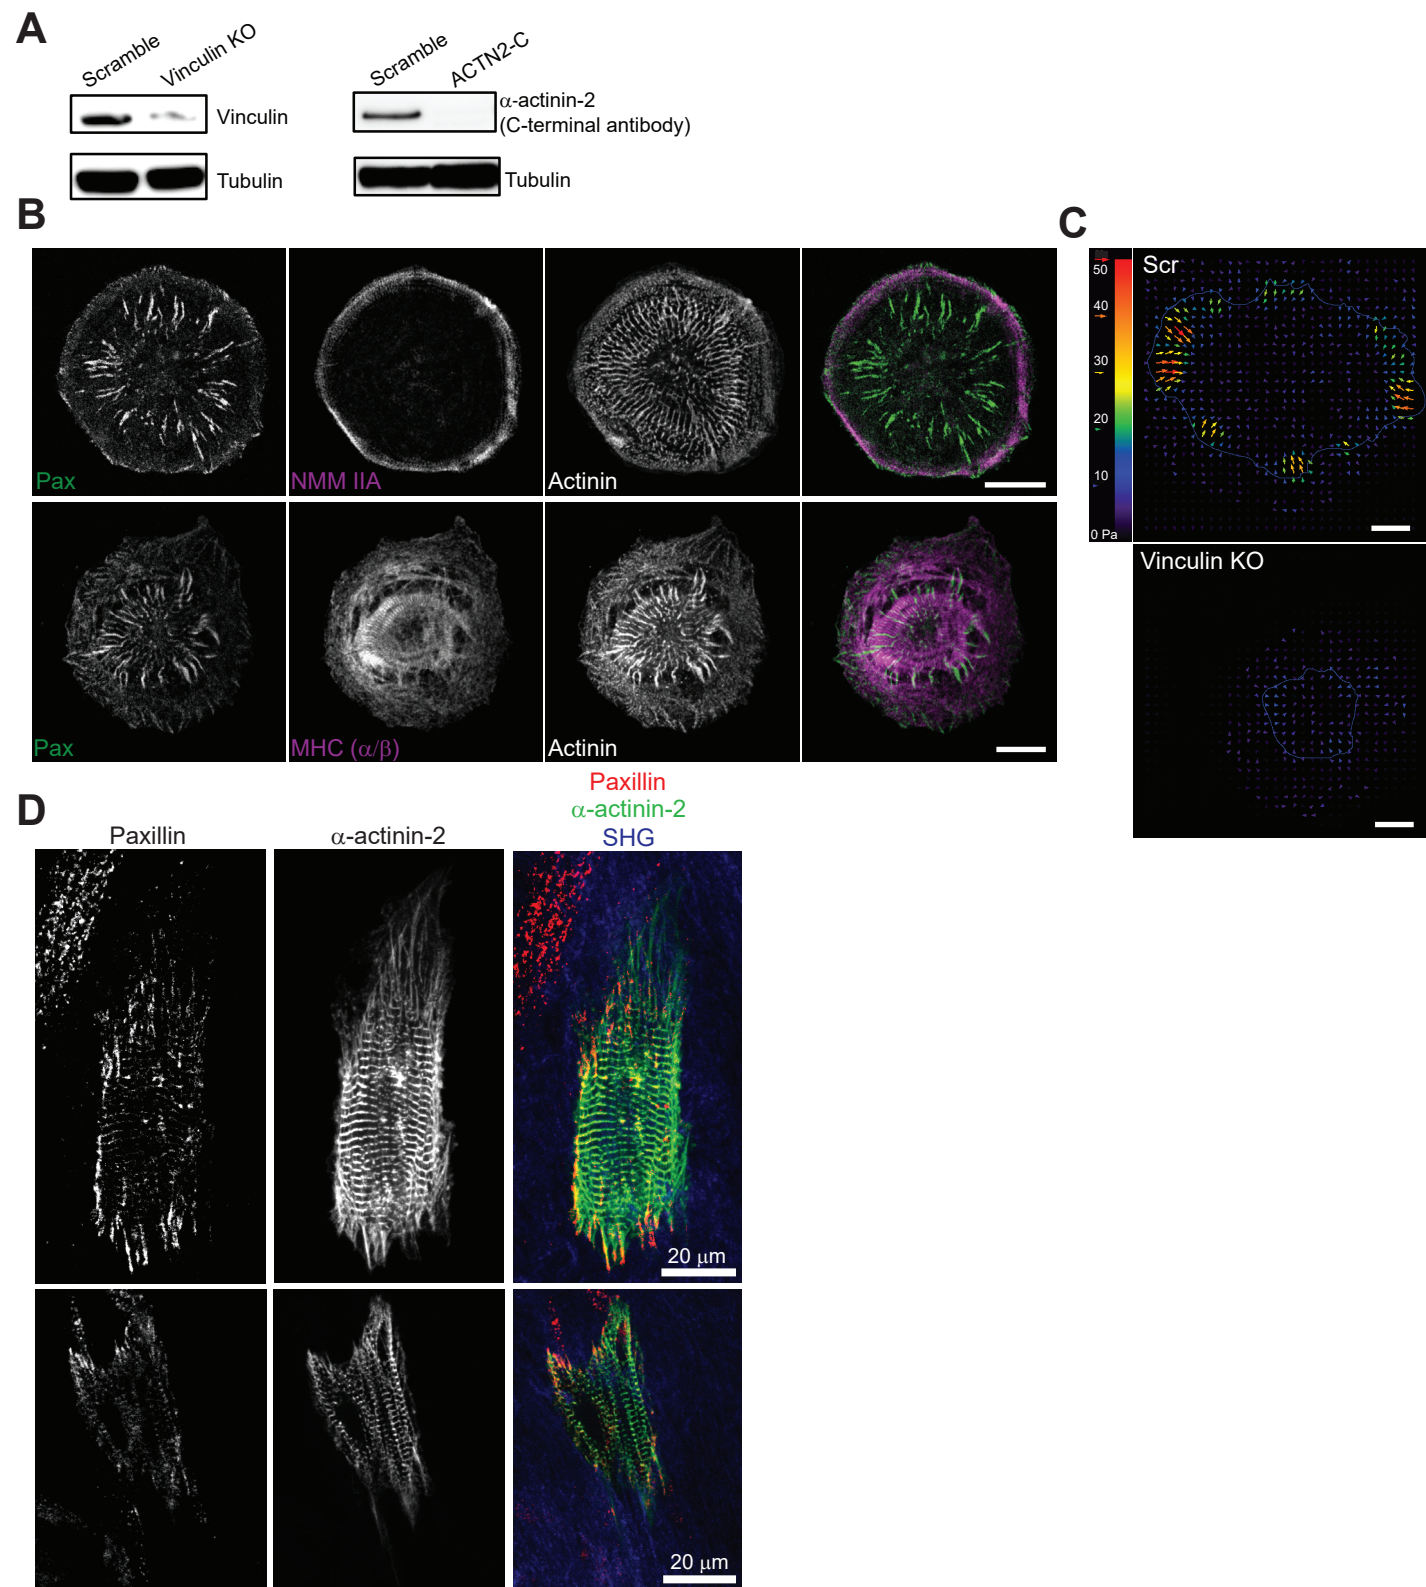 A
Scramble
Vinculin KO
Vinculin
Tubulin
Scramble
ACTN2-C
α-actinin-2
(C-terminal antibody)
Tubulin
B
Pax
NMM IIA
Actinin
Pax
MHC (α/β)
Actinin
C
50
40
30
20
10
0 Pa
Scr
Vinculin KO
D
Paxillin
α-actinin-2
Paxillin
α-actinin-2
SHG
20 μm
20 μm